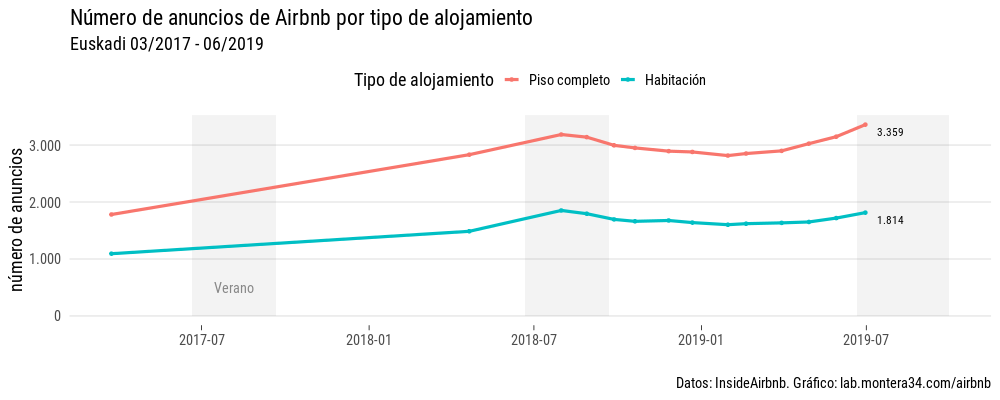 Número de anuncios de Airbnb por tipo de alojamiento
Euskadi 03/2017 - 06/2019
Tipo de alojamiento Piso completo Habitación
número de anuncios
3.000
2.000
1.000
0
3.359
1.814
Verano
2017-07 2018-01 2018-07 2019-01 2019-07
Datos: InsideAirbnb. Gráfico: lab.montera34.com/airbnb